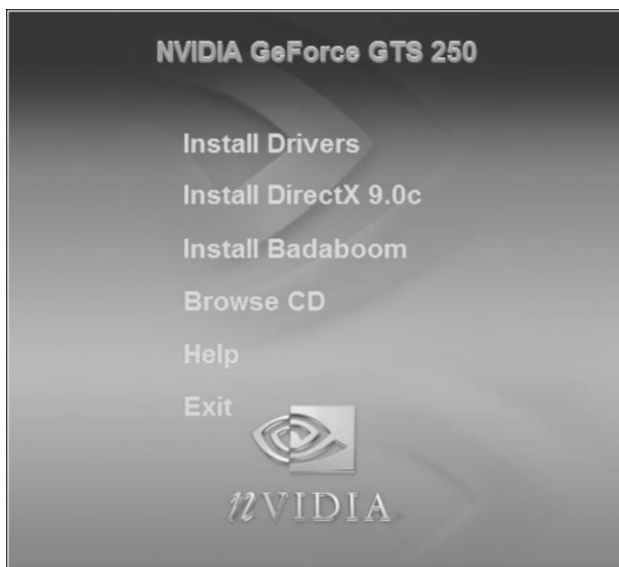 NVIDIA GeForce GTS 250
Install Drivers
Install DirectX 9.0c
Install Badaboom
Browse CD
Help
Exit
nVIDIA